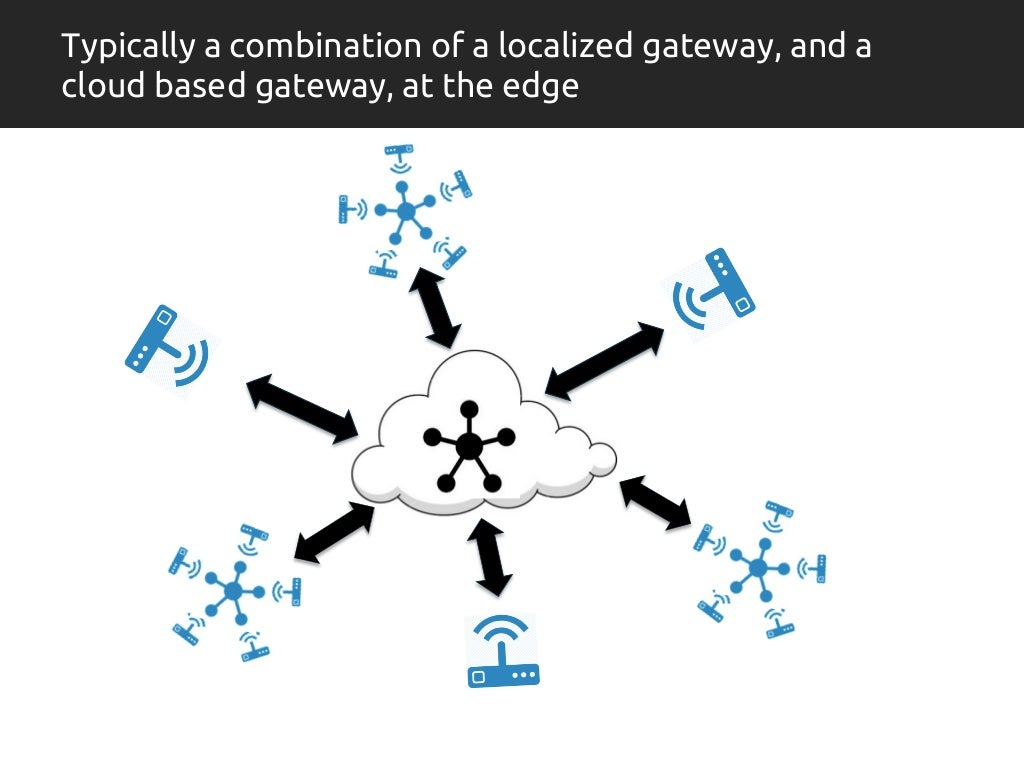 Typically a combination of a localized gateway, and a
cloud based gateway, at the edge